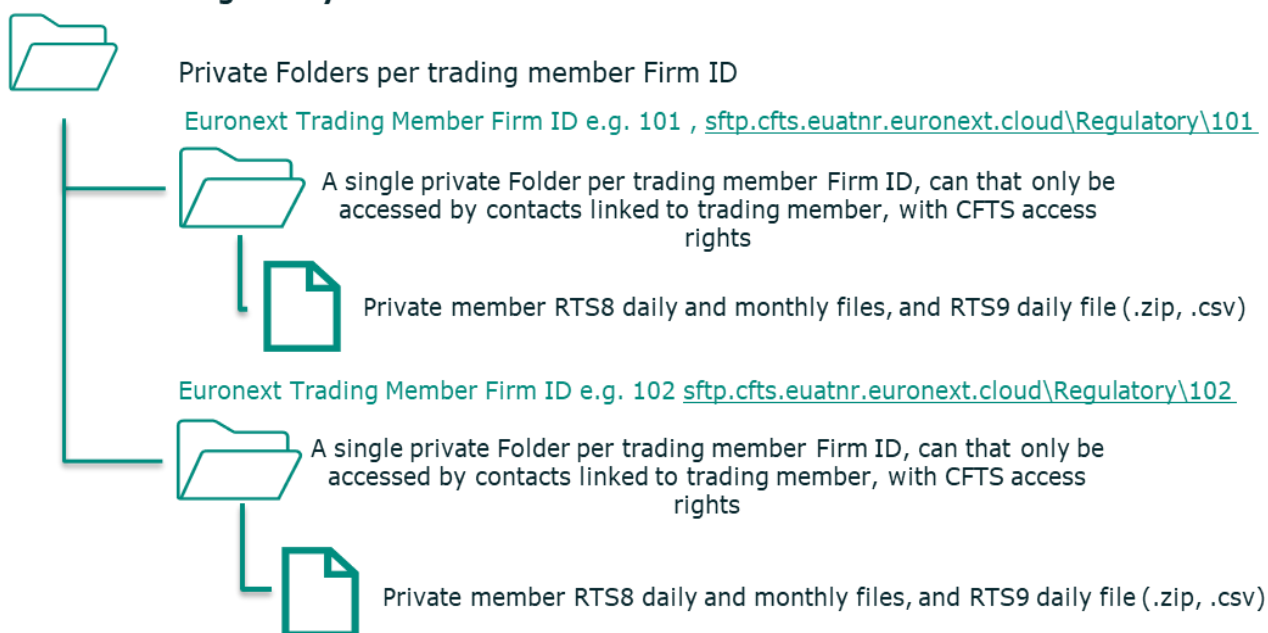 Private Folders per trading member Firm ID
Euronext Trading Member Firm ID e.g. 101 , sftp.cfts.euatnr.euronext.cloud\Regulatory\101
A single private Folder per trading member Firm ID, can that only be
accessed by contacts linked to trading member, with CFTS access
rights
Private member RTS8 daily and monthly files, and RTS9 daily file (.zip, .csv)
Euronext Trading Member Firm ID e.g. 102 sftp.cfts.euatnr.euronext.cloud\Regulatory\102
A single private Folder per trading member Firm ID, can that only be
accessed by contacts linked to trading member, with CFTS access
rights
Private member RTS8 daily and monthly files, and RTS9 daily file (.zip, .csv)